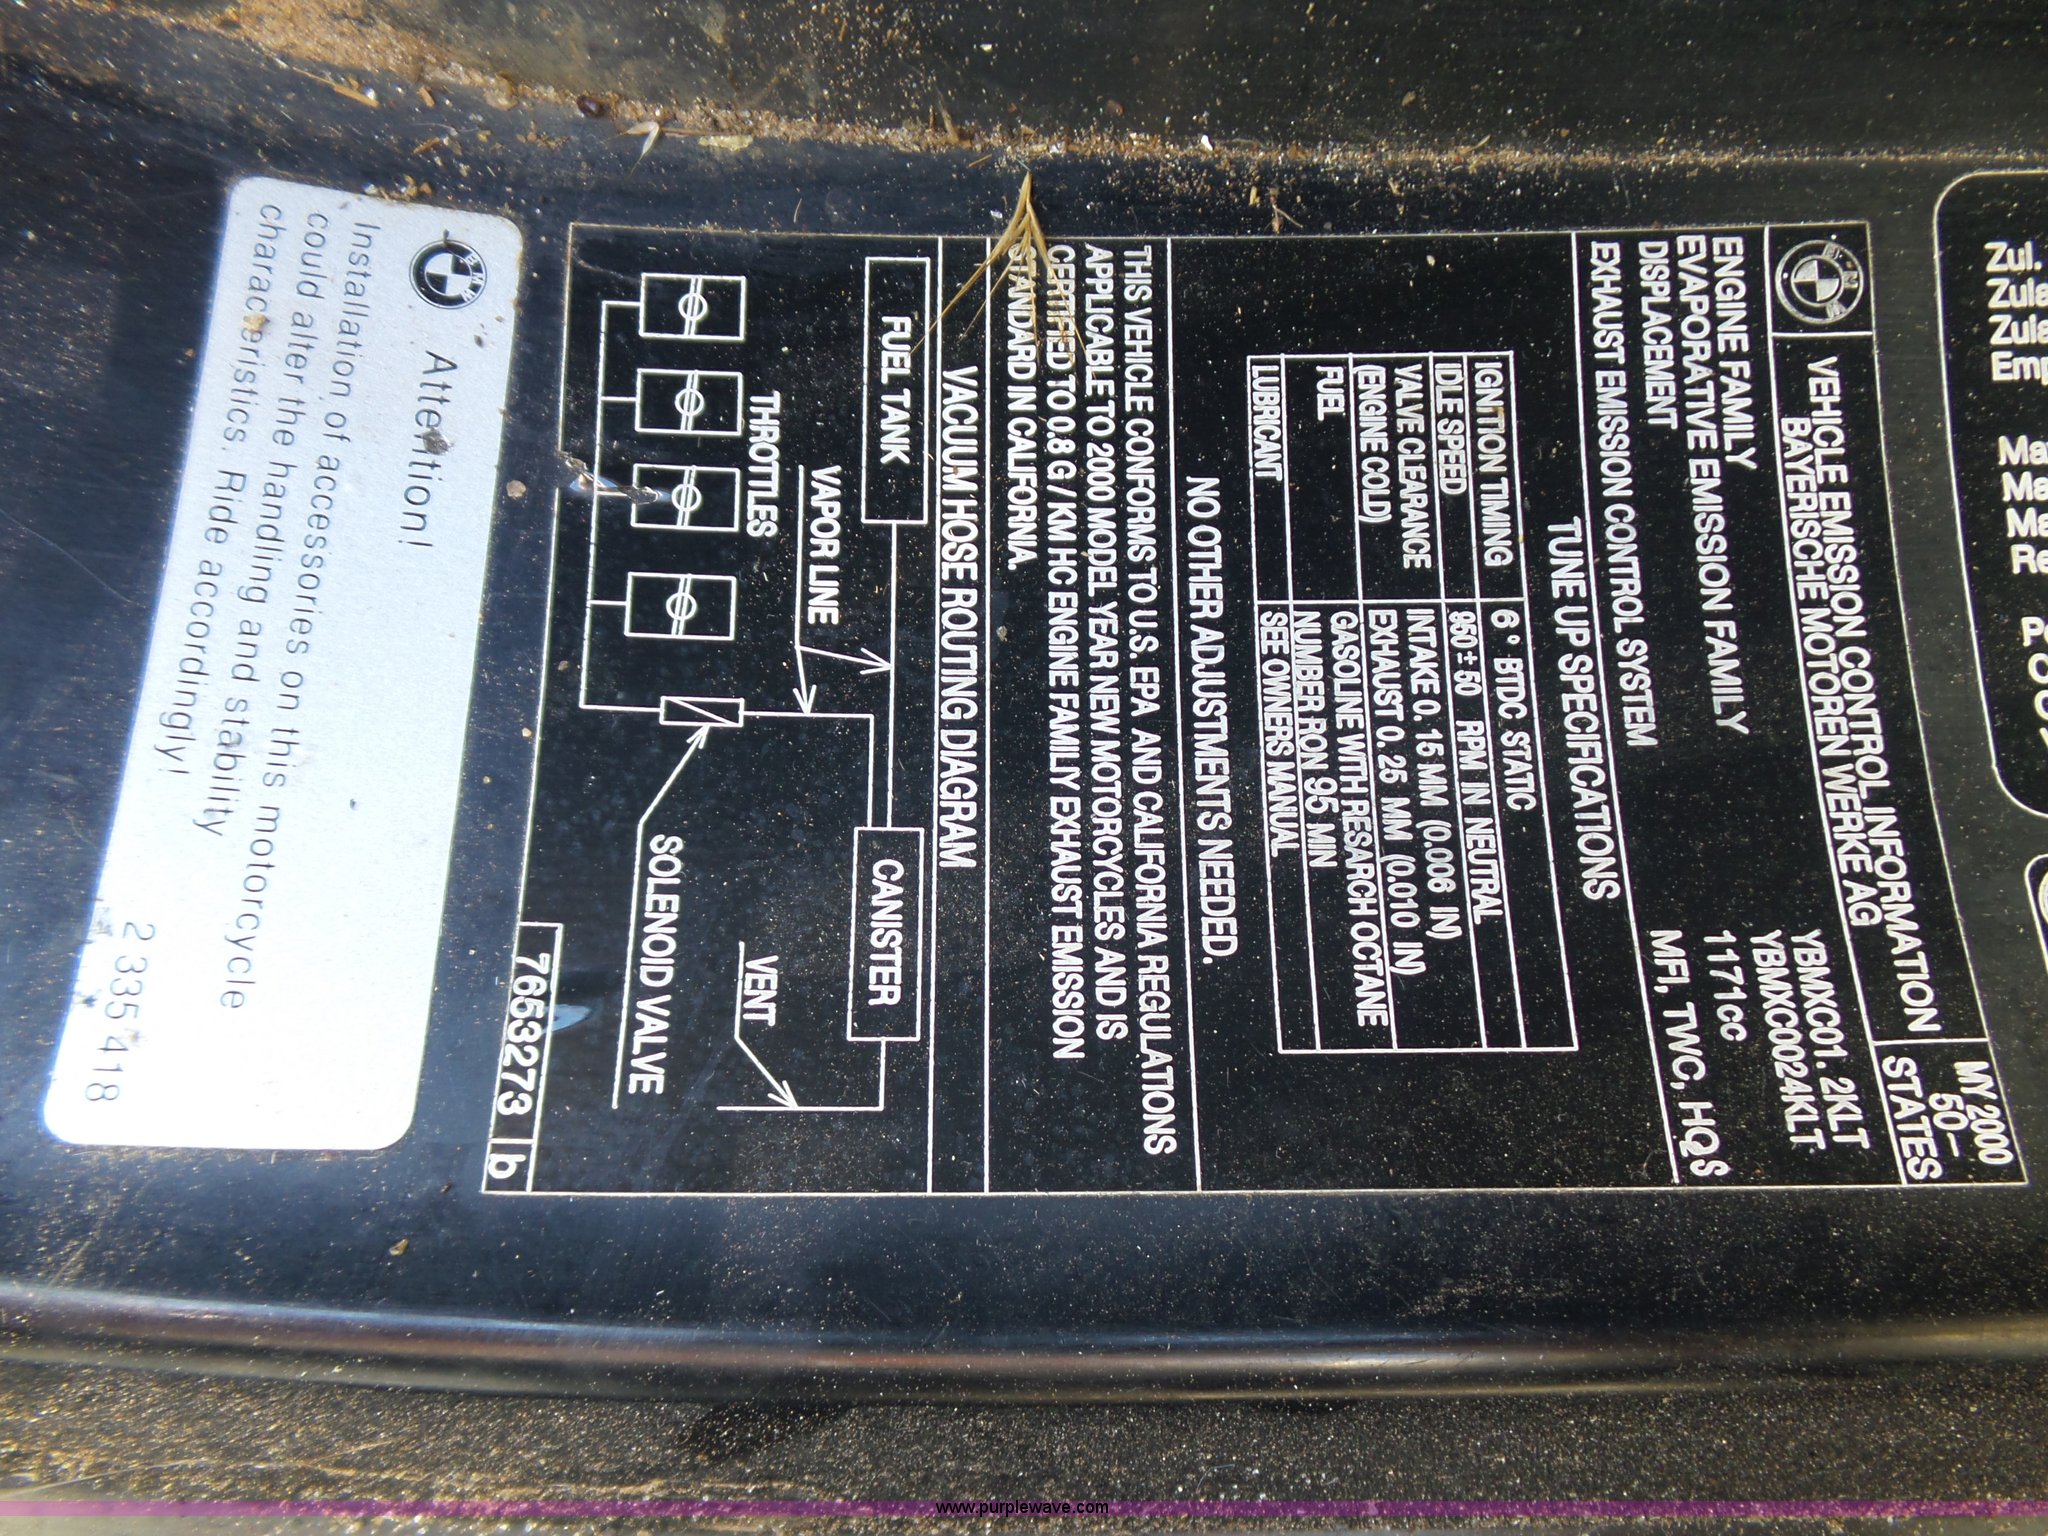 Zul.
MY 2000
VEHICLE EMISSION CONTROL INFORMATION 50—
BAYERISCHE MOTOREN WERKE AG STATES
ENGINE FAMILY YBMXC01. 2KLT
EVAPORATIVE EMISSION FAMILY YBMXC0024KLT
DISPLACEMENT 1171cc
EXHAUST EMISSION CONTROL SYSTEM MFI, TWC, HO2S
TUNE UP SPECIFICATIONS
IGNITION TIMING 6° BTDC STATIC
IDLE SPEED 950±50 RPM IN NEUTRAL
VALVE CLEARANCE INTAKE 0. 15 MM (0.006 IN)
(ENGINE COLD) EXHAUST 0. 25 MM (0.010 IN)
FUEL GASOLINE WITH RESARCH OCTANE
NUMBER RON 95 MIN
LUBRICANT SEE OWNERS MANUAL
NO OTHER ADJUSTMENTS NEEDED.
THIS VEHICLE CONFORMS TO U.S. EPA AND CALIFORNIA REGULATIONS
APPLICABLE TO 2000 MODEL YEAR NEW MOTORCYCLES AND IS
CERTIFIED TO 0.8 G / KM HC ENGINE FAMILIY EXHAUST EMISSION
STANDARD IN CALIFORNIA.
VACUUM HOSE ROUTING DIAGRAM
FUEL TANK
CANISTER
VAPOR LINE
VENT
THROTTLES
SOLENOID VALVE
7653273 b
BMW
Attention!
Installation of accessories on this motorcycle
could alter the handling and stability
characteristics. Ride accordingly!
2 335 418
www.purplewave.com